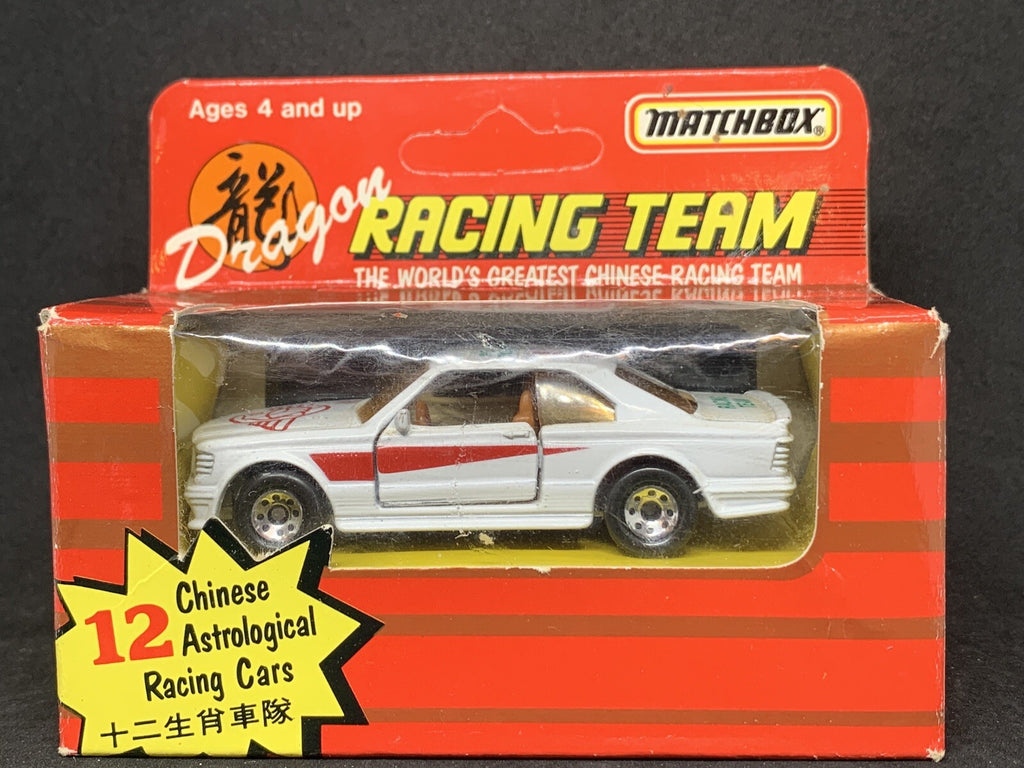 Ages 4 and up
MATCHBOX®
龍
Dragon RACING TEAM
THE WORLD'S GREATEST CHINESE RACING TEAM
12 Chinese
Astrological
Racing Cars
十二生肖車隊